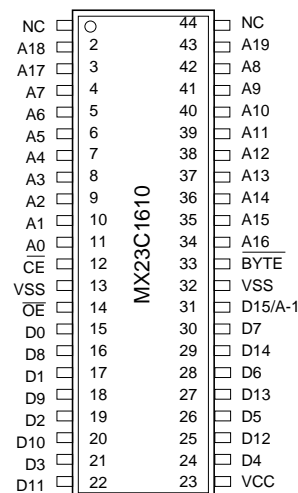 NC 44 NC
A18 2 43 A19
A17 3 42 A8
A7 4 41 A9
A6 5 40 A10
A5 6 39 A11
A4 7 38 A12
A3 8 37 A13
A2 9 36 A14
A1 10 35 A15
A0 11 34 A16
CE 12 33 BYTE
VSS 13 32 VSS
OE 14 31 D15/A-1
D0 15 30 D7
D8 16 29 D14
D1 17 28 D6
D9 18 27 D13
D2 19 26 D5
D10 20 25 D12
D3 21 24 D4
D11 22 23 VCC
MX23C1610